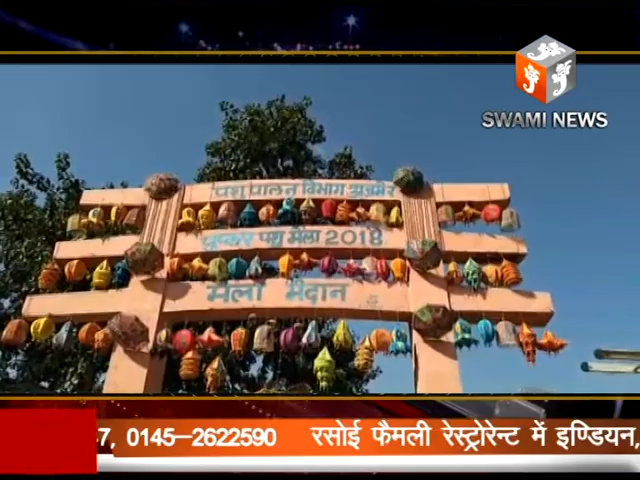 SWAMI NEWS
पशु पालन विभाग अजमेर
पुष्कर पशु मेला 2018
मेला मैदान
7, 0145-2622590 रसोई फैमली रेस्ट्रोरेन्ट में इण्डियन,